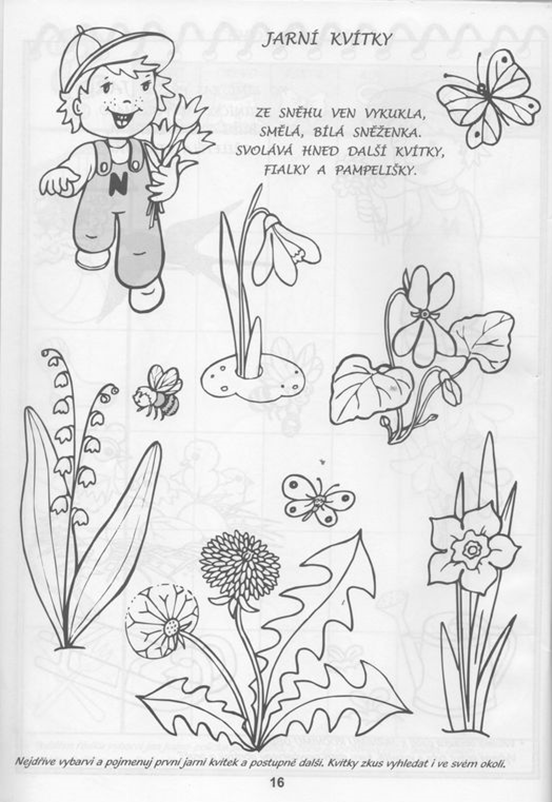 JARNÍ KVÍTKY
ZE SNĚHU VEN VYKUKLA,
SMĚLÁ, BÍLÁ SNĚŽENKA.
SVOLÁVÁ HNED DALŠÍ KVÍTKY,
FIALKY A PAMPELIŠKY.
N
Nejdříve vybarvi a pojmenuj první jarní kvítek a postupně další. Kvítky zkus vyhledat i ve svém okolí.
16